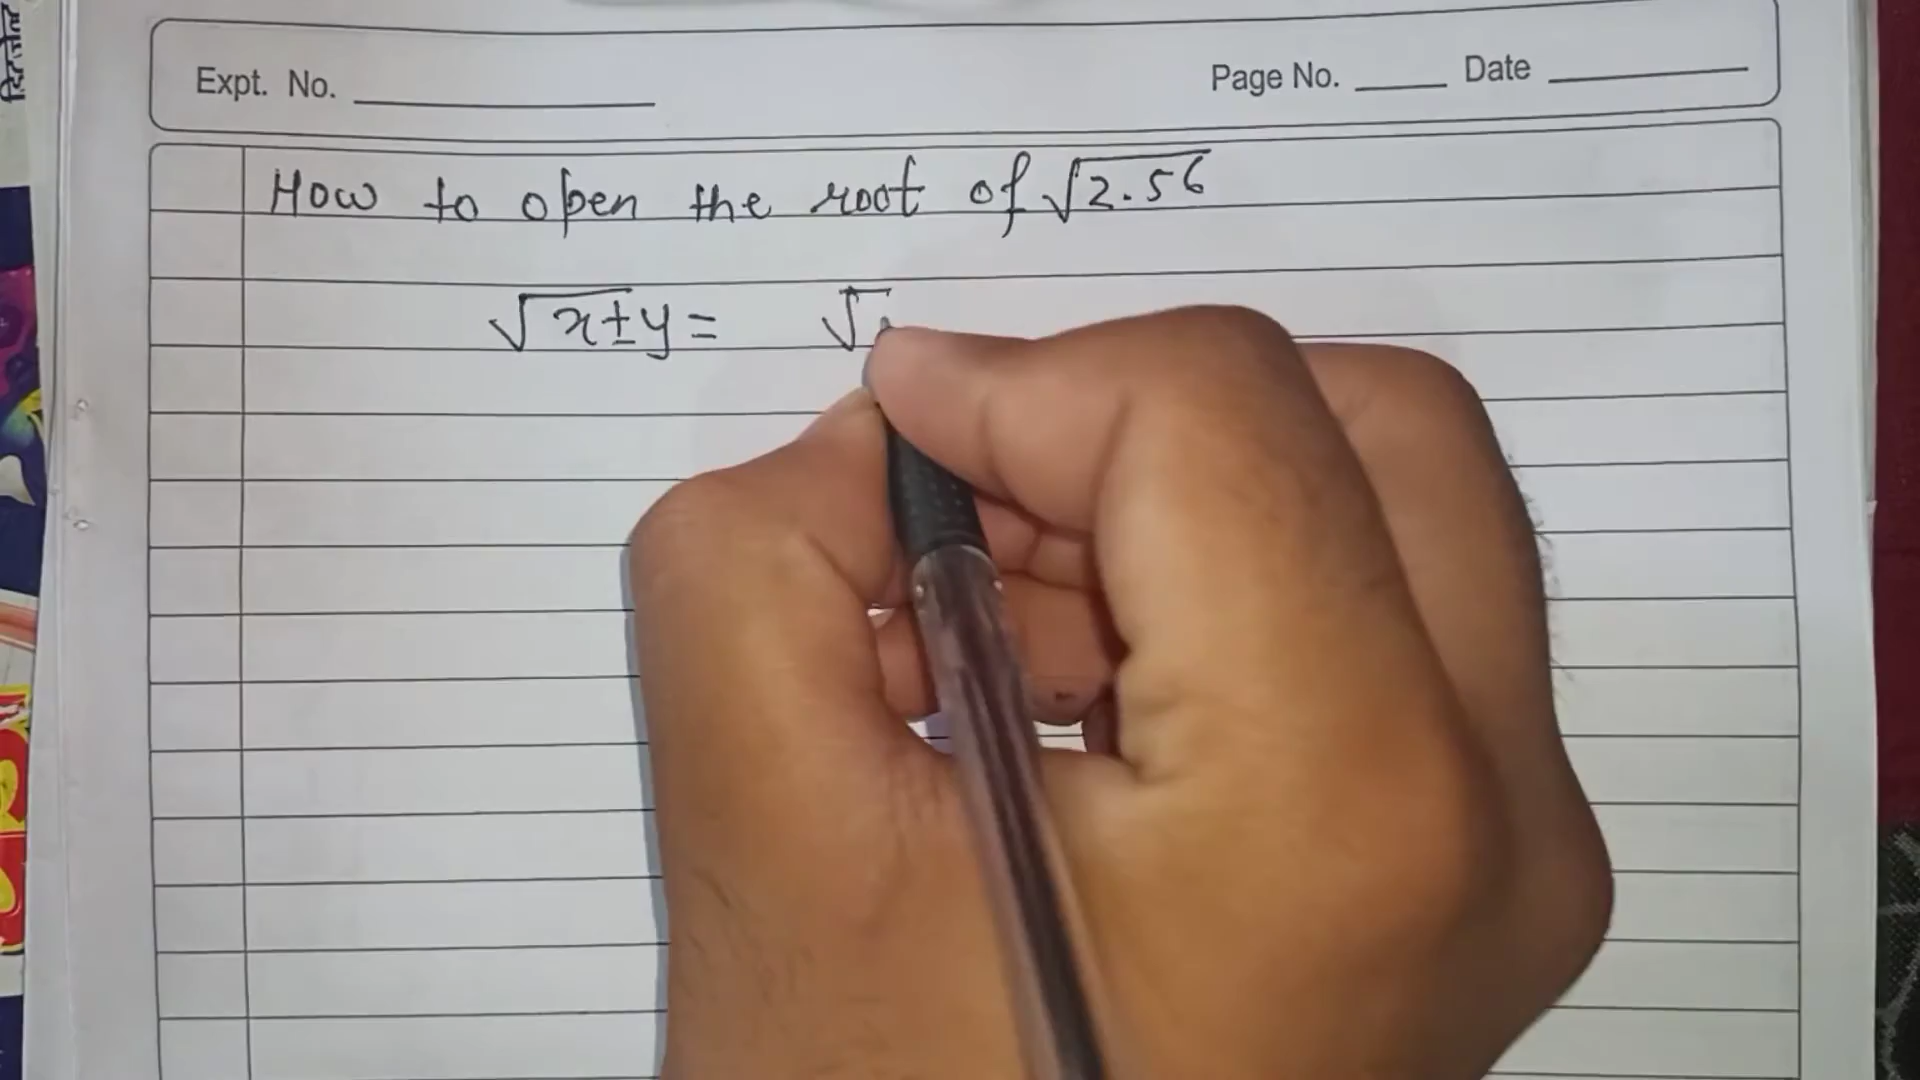 Expt. No. Page No. Date
How to open the root of √2.56
√x±y = √